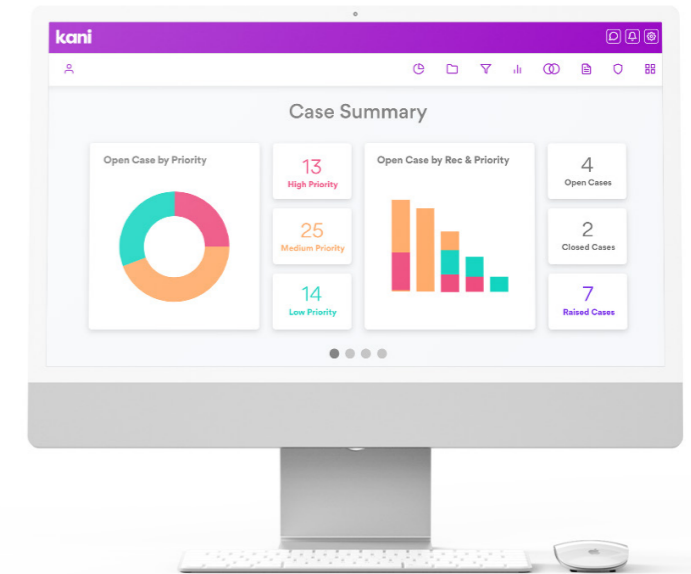 kani
Case Summary
Open Case by Priority
13
High Priority
25
Medium Priority
14
Low Priority
Open Case by Rec & Priority
4
Open Cases
2
Closed Cases
7
Raised Cases